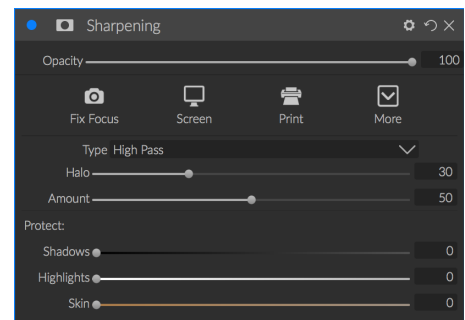 Sharpening
Opacity 100
Fix Focus Screen Print More
Type High Pass
Halo 30
Amount 50
Protect:
Shadows 0
Highlights 0
Skin 0